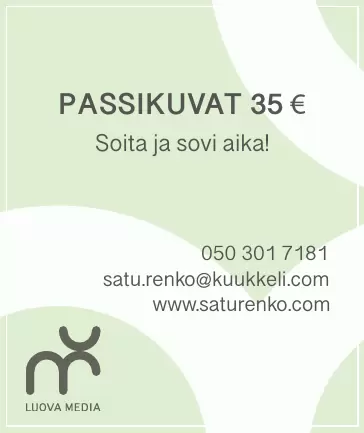 PASSIKUVAT 35 €
Soita ja sovi aika!
050 301 7181
satu.renko@kuukkeli.com
www.saturenko.com
LUOVA MEDIA